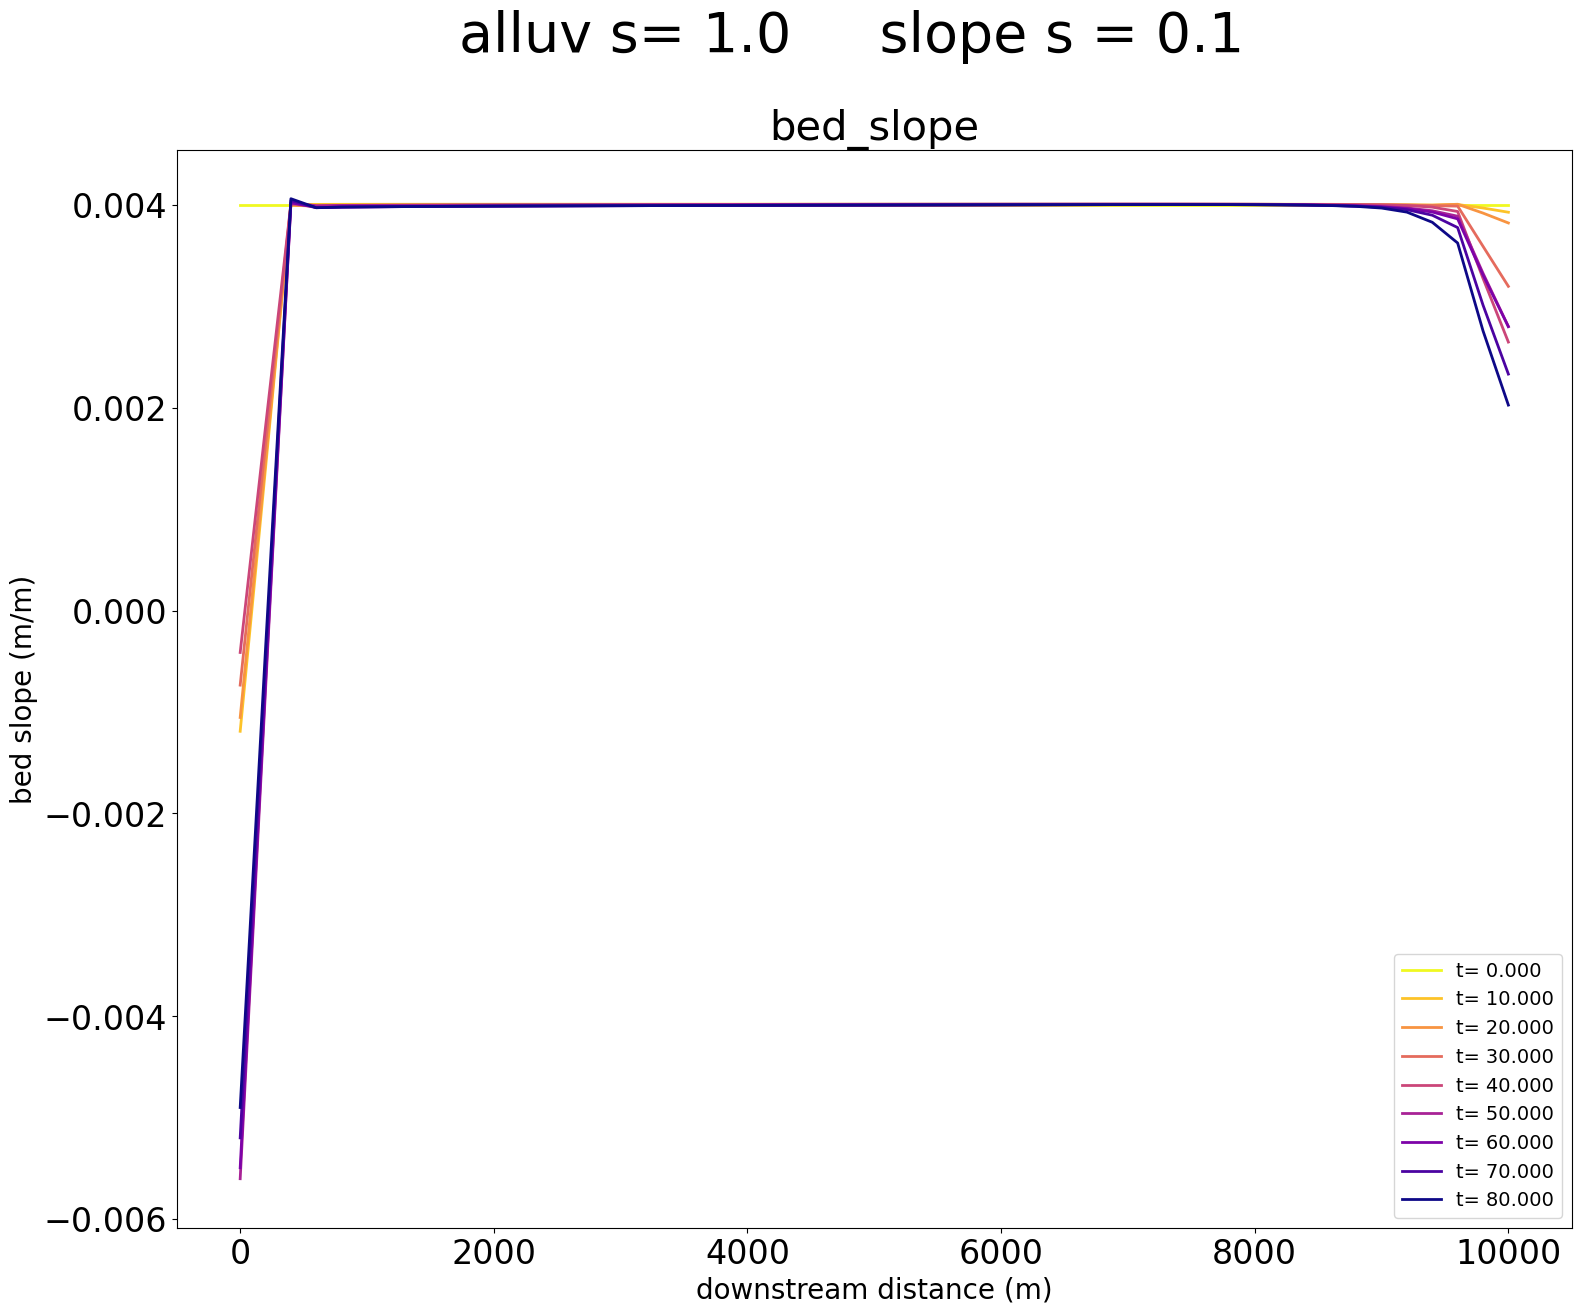 alluv s= 1.0     slope s = 0.1
bed_slope
0.004
0.002
0.000
−0.002
−0.004
−0.006
bed slope (m/m)
t= 0.000
t= 10.000
t= 20.000
t= 30.000
t= 40.000
t= 50.000
t= 60.000
t= 70.000
t= 80.000
0 2000 4000 6000 8000 10000
downstream distance (m)